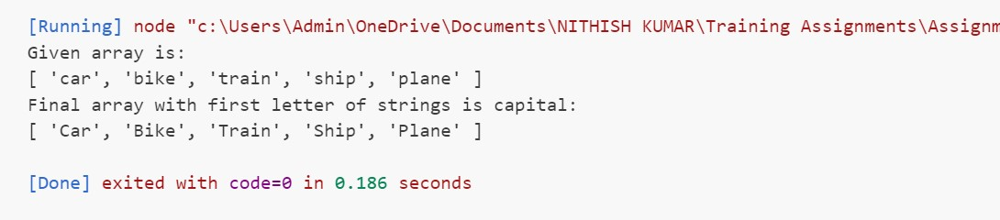 [Running] node "c:\Users\Admin\OneDrive\Documents\NITHISH KUMAR\Training Assignments\Assignm
Given array is:
[ 'car', 'bike', 'train', 'ship', 'plane' ]
Final array with first letter of strings is capital:
[ 'Car', 'Bike', 'Train', 'Ship', 'Plane' ]
[Done] exited with code=0 in 0.186 seconds